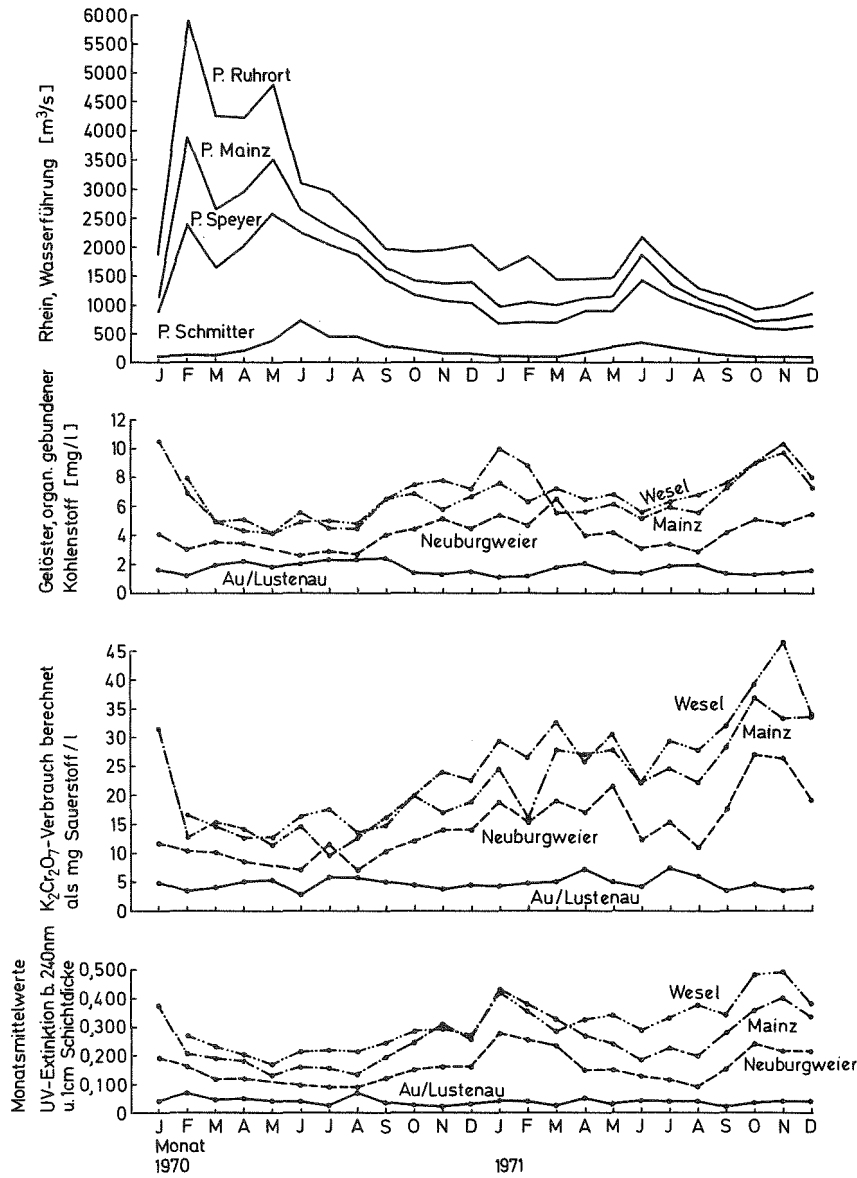 Rhein, Wasserführung [m³/s]
6000
5500
5000
4500
4000
3500
3000
2500
2000
1500
1000
500
0
P. Ruhrort
P. Mainz
P. Speyer
P. Schmitter
J F M A M J J A S O N D J F M A M J J A S O N D
Gelöster, organ. gebundener
Kohlenstoff [mg/l]
12
10
8
6
4
2
0
Wesel
Mainz
Neuburgweier
Au/Lustenau
J F M A M J J A S O N D J F M A M J J A S O N D
K₂Cr₂O₇-Verbrauch berechnet
als mg Sauerstoff/l
45
40
35
30
25
20
15
10
5
0
Wesel
Mainz
Neuburgweier
Au/Lustenau
J F M A M J J A S O N D J F M A M J J A S O N D
Monatsmittelwerte
UV-Extinktion b. 240nm
u.1cm Schichtdicke
0,500
0,400
0,300
0,200
0,100
0
Wesel
Mainz
Neuburgweier
Au/Lustenau
J F M A M J J A S O N D J F M A M J J A S O N D
Monat
1970 1971